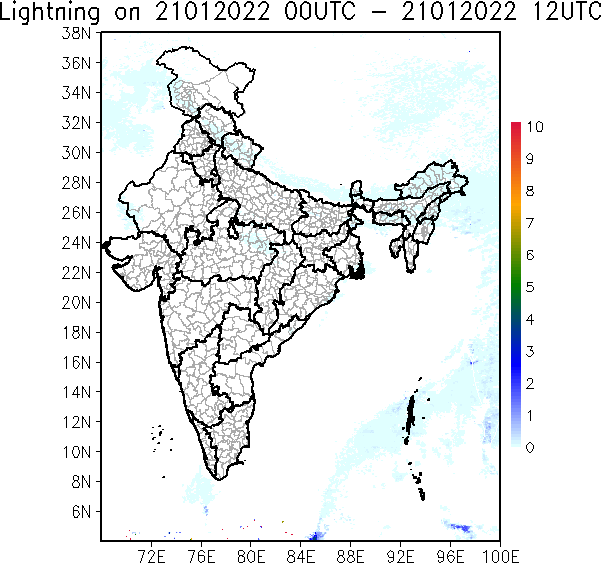 Lightning on 21012022 00UTC – 21012022 12UTC
38N
36N
34N
32N
30N
28N
26N
24N
22N
20N
18N
16N
14N
12N
10N
8N
6N
72E 76E 80E 84E 88E 92E 96E 100E
10
9
8
7
6
5
4
3
2
1
0